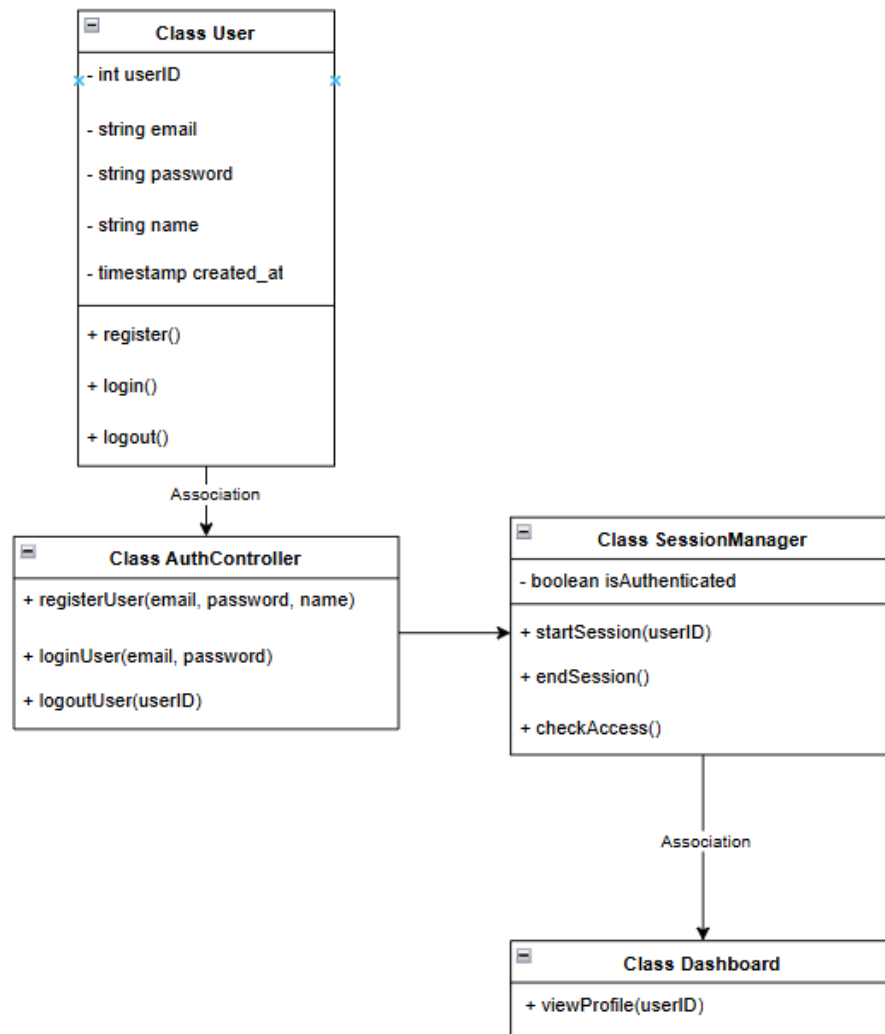 Class User
- int userID
- string email
- string password
- string name
- timestamp created_at
+ register()
+ login()
+ logout()
Association
Class AuthController
+ registerUser(email, password, name)
+ loginUser(email, password)
+ logoutUser(userID)
Class SessionManager
- boolean isAuthenticated
+ startSession(userID)
+ endSession()
+ checkAccess()
Association
Class Dashboard
+ viewProfile(userID)